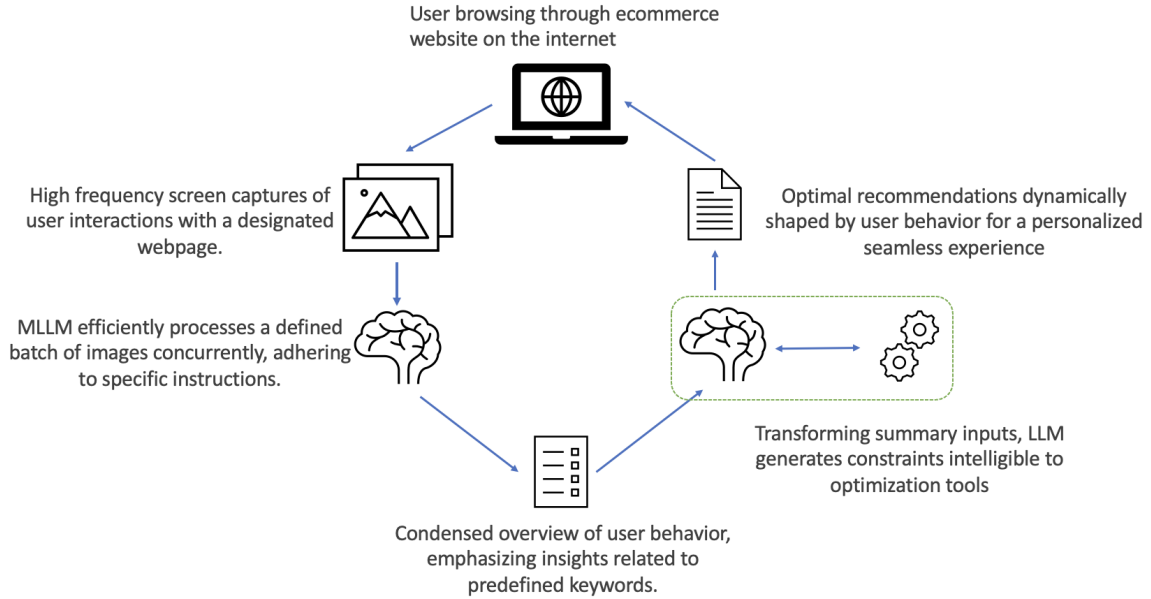 User browsing through ecommerce
website on the internet
High frequency screen captures of
user interactions with a designated
webpage.
Optimal recommendations dynamically
shaped by user behavior for a personalized
seamless experience
MLLM efficiently processes a defined
batch of images concurrently, adhering
to specific instructions.
Transforming summary inputs, LLM
generates constraints intelligible to
optimization tools
Condensed overview of user behavior,
emphasizing insights related to
predefined keywords.